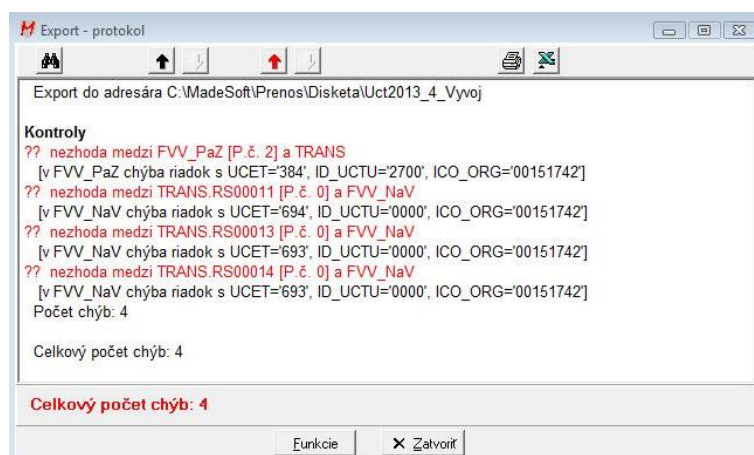 Export - protokol
Export do adresára C:\MadeSoft\Prenos\Disketa\Uct2013_4_Vyvoj
Kontroly
?? nezhoda medzi FVV_PaZ [P.č. 2] a TRANS
[v FVV_PaZ chýba riadok s UCET='384', ID_UCTU='2700', ICO_ORG='00151742']
?? nezhoda medzi TRANS.RS00011 [P.č. 0] a FVV_NaV
[v FVV_NaV chýba riadok s UCET='694', ID_UCTU='0000', ICO_ORG='00151742']
?? nezhoda medzi TRANS.RS00013 [P.č. 0] a FVV_NaV
[v FVV_NaV chýba riadok s UCET='693', ID_UCTU='0000', ICO_ORG='00151742']
?? nezhoda medzi TRANS.RS00014 [P.č. 0] a FVV_NaV
[v FVV_NaV chýba riadok s UCET='693', ID_UCTU='0000', ICO_ORG='00151742']
Počet chýb: 4
Celkový počet chýb: 4
Celkový počet chýb: 4
Funkcie
Zatvoriť